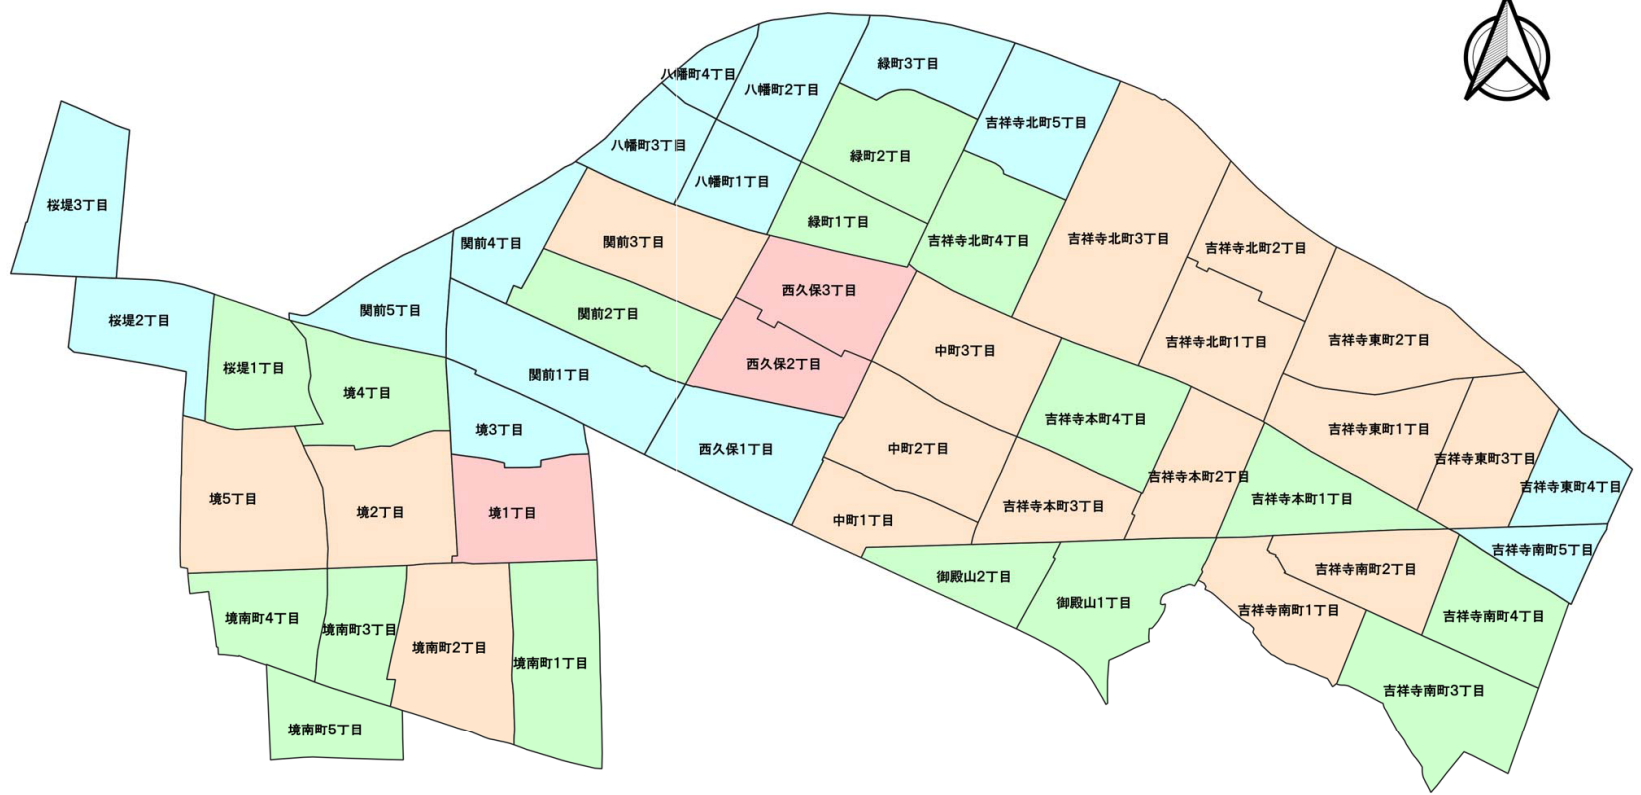 八幡町4丁目
八幡町2丁目
緑町3丁目
吉祥寺北町5丁目
八幡町3丁目
八幡町1丁目
緑町2丁目
緑町1丁目
吉祥寺北町4丁目
吉祥寺北町3丁目
吉祥寺北町2丁目
桜堤3丁目
関前4丁目
関前3丁目
西久保3丁目
桜堤2丁目
関前5丁目
関前2丁目
中町3丁目
吉祥寺北町1丁目
吉祥寺東町2丁目
桜堤1丁目
境4丁目
関前1丁目
西久保2丁目
境3丁目
西久保1丁目
中町2丁目
吉祥寺本町4丁目
吉祥寺東町1丁目
吉祥寺東町3丁目
吉祥寺本町2丁目
吉祥寺東町4丁目
境5丁目
境2丁目
境1丁目
中町1丁目
吉祥寺本町3丁目
吉祥寺本町1丁目
吉祥寺南町5丁目
御殿山2丁目
御殿山1丁目
吉祥寺南町2丁目
吉祥寺南町1丁目
吉祥寺南町4丁目
境南町4丁目
境南町3丁目
境南町2丁目
境南町1丁目
吉祥寺南町3丁目
境南町5丁目